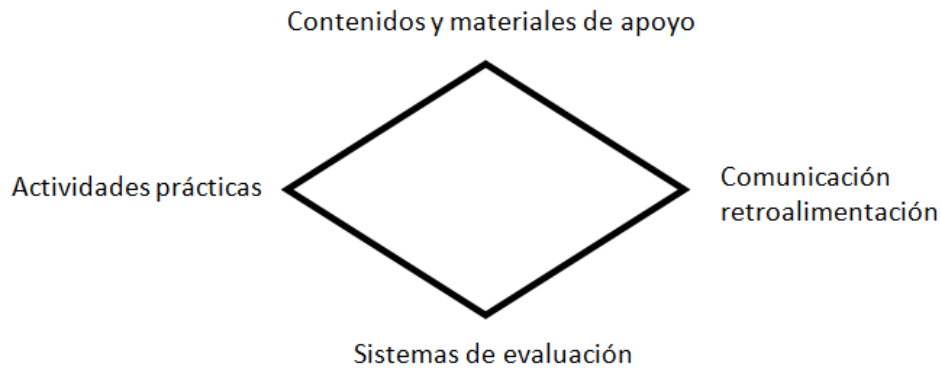 Contenidos y materiales de apoyo
Actividades prácticas
Comunicación
retroalimentación
Sistemas de evaluación